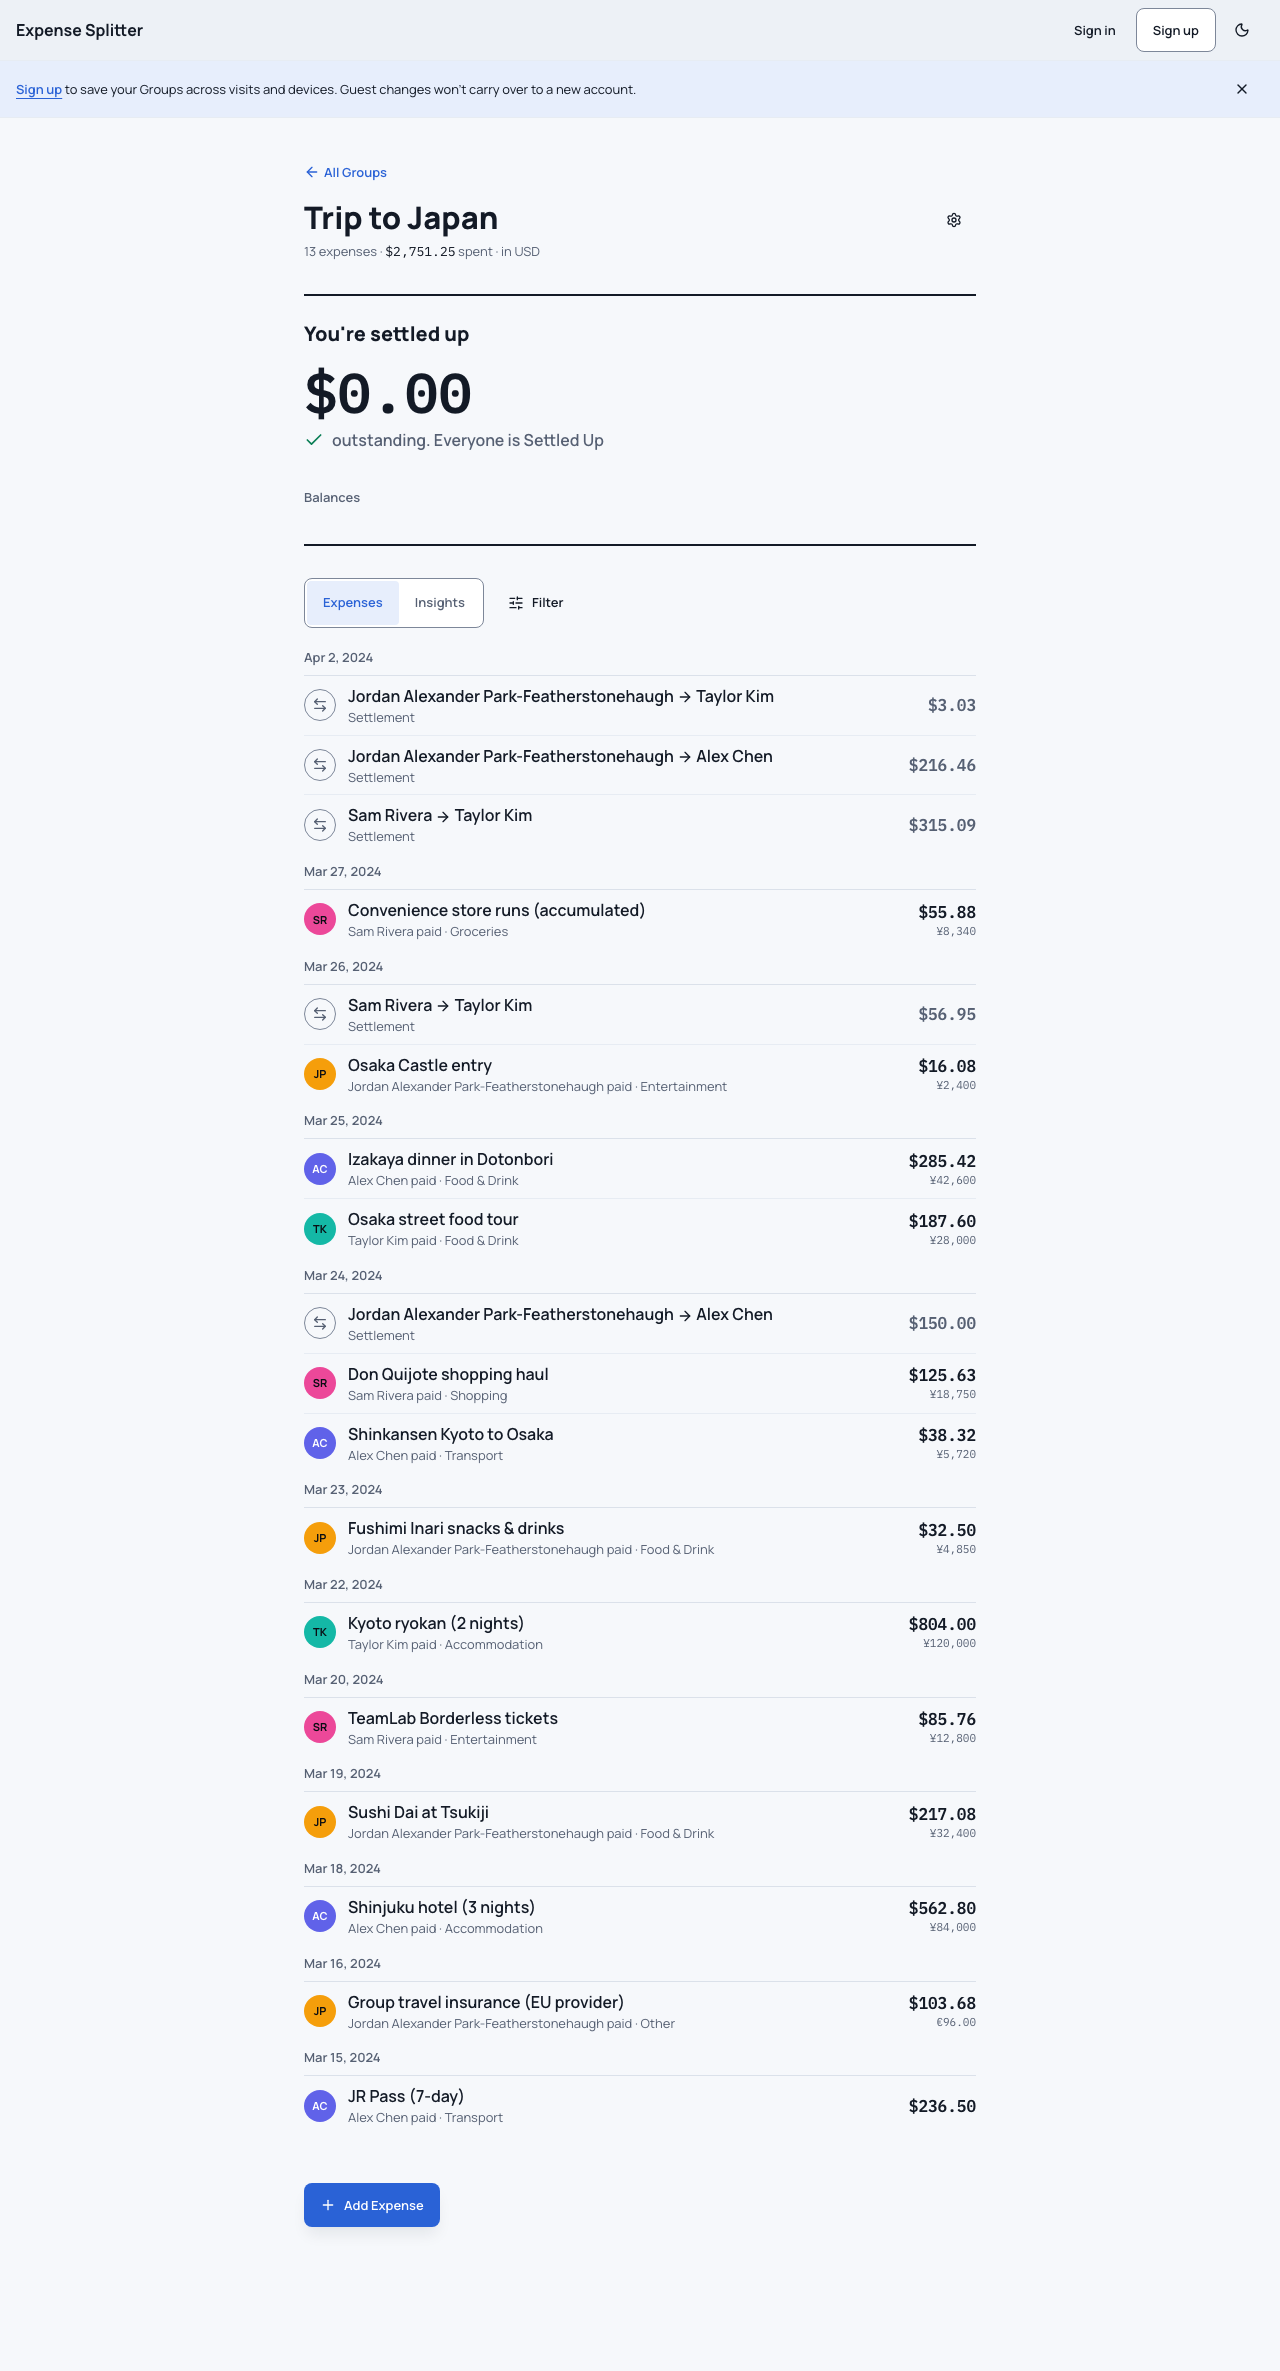 Expense Splitter
Sign in
Sign up
Sign up to save your Groups across visits and devices. Guest changes won't carry over to a new account.
All Groups
Trip to Japan
13 expenses · $2,751.25 spent · in USD
You're settled up
$0.00
outstanding. Everyone is Settled Up
Balances
Expenses
Insights
Filter
Apr 2, 2024
Jordan Alexander Park-Featherstonehaugh → Taylor Kim
$3.03
Settlement
Jordan Alexander Park-Featherstonehaugh → Alex Chen
$216.46
Settlement
Sam Rivera → Taylor Kim
$315.09
Settlement
Mar 27, 2024
SR
Convenience store runs (accumulated)
$55.88
Sam Rivera paid · Groceries
¥8,340
Mar 26, 2024
Sam Rivera → Taylor Kim
$56.95
Settlement
JP
Osaka Castle entry
$16.08
Jordan Alexander Park-Featherstonehaugh paid · Entertainment
¥2,400
Mar 25, 2024
AC
Izakaya dinner in Dotonbori
$285.42
Alex Chen paid · Food & Drink
¥42,600
TK
Osaka street food tour
$187.60
Taylor Kim paid · Food & Drink
¥28,000
Mar 24, 2024
Jordan Alexander Park-Featherstonehaugh → Alex Chen
$150.00
Settlement
SR
Don Quijote shopping haul
$125.63
Sam Rivera paid · Shopping
¥18,750
AC
Shinkansen Kyoto to Osaka
$38.32
Alex Chen paid · Transport
¥5,720
Mar 23, 2024
JP
Fushimi Inari snacks & drinks
$32.50
Jordan Alexander Park-Featherstonehaugh paid · Food & Drink
¥4,850
Mar 22, 2024
TK
Kyoto ryokan (2 nights)
$804.00
Taylor Kim paid · Accommodation
¥120,000
Mar 20, 2024
SR
TeamLab Borderless tickets
$85.76
Sam Rivera paid · Entertainment
¥12,800
Mar 19, 2024
JP
Sushi Dai at Tsukiji
$217.08
Jordan Alexander Park-Featherstonehaugh paid · Food & Drink
¥32,400
Mar 18, 2024
AC
Shinjuku hotel (3 nights)
$562.80
Alex Chen paid · Accommodation
¥84,000
Mar 16, 2024
JP
Group travel insurance (EU provider)
$103.68
Jordan Alexander Park-Featherstonehaugh paid · Other
€96.00
Mar 15, 2024
AC
JR Pass (7-day)
$236.50
Alex Chen paid · Transport
Add Expense